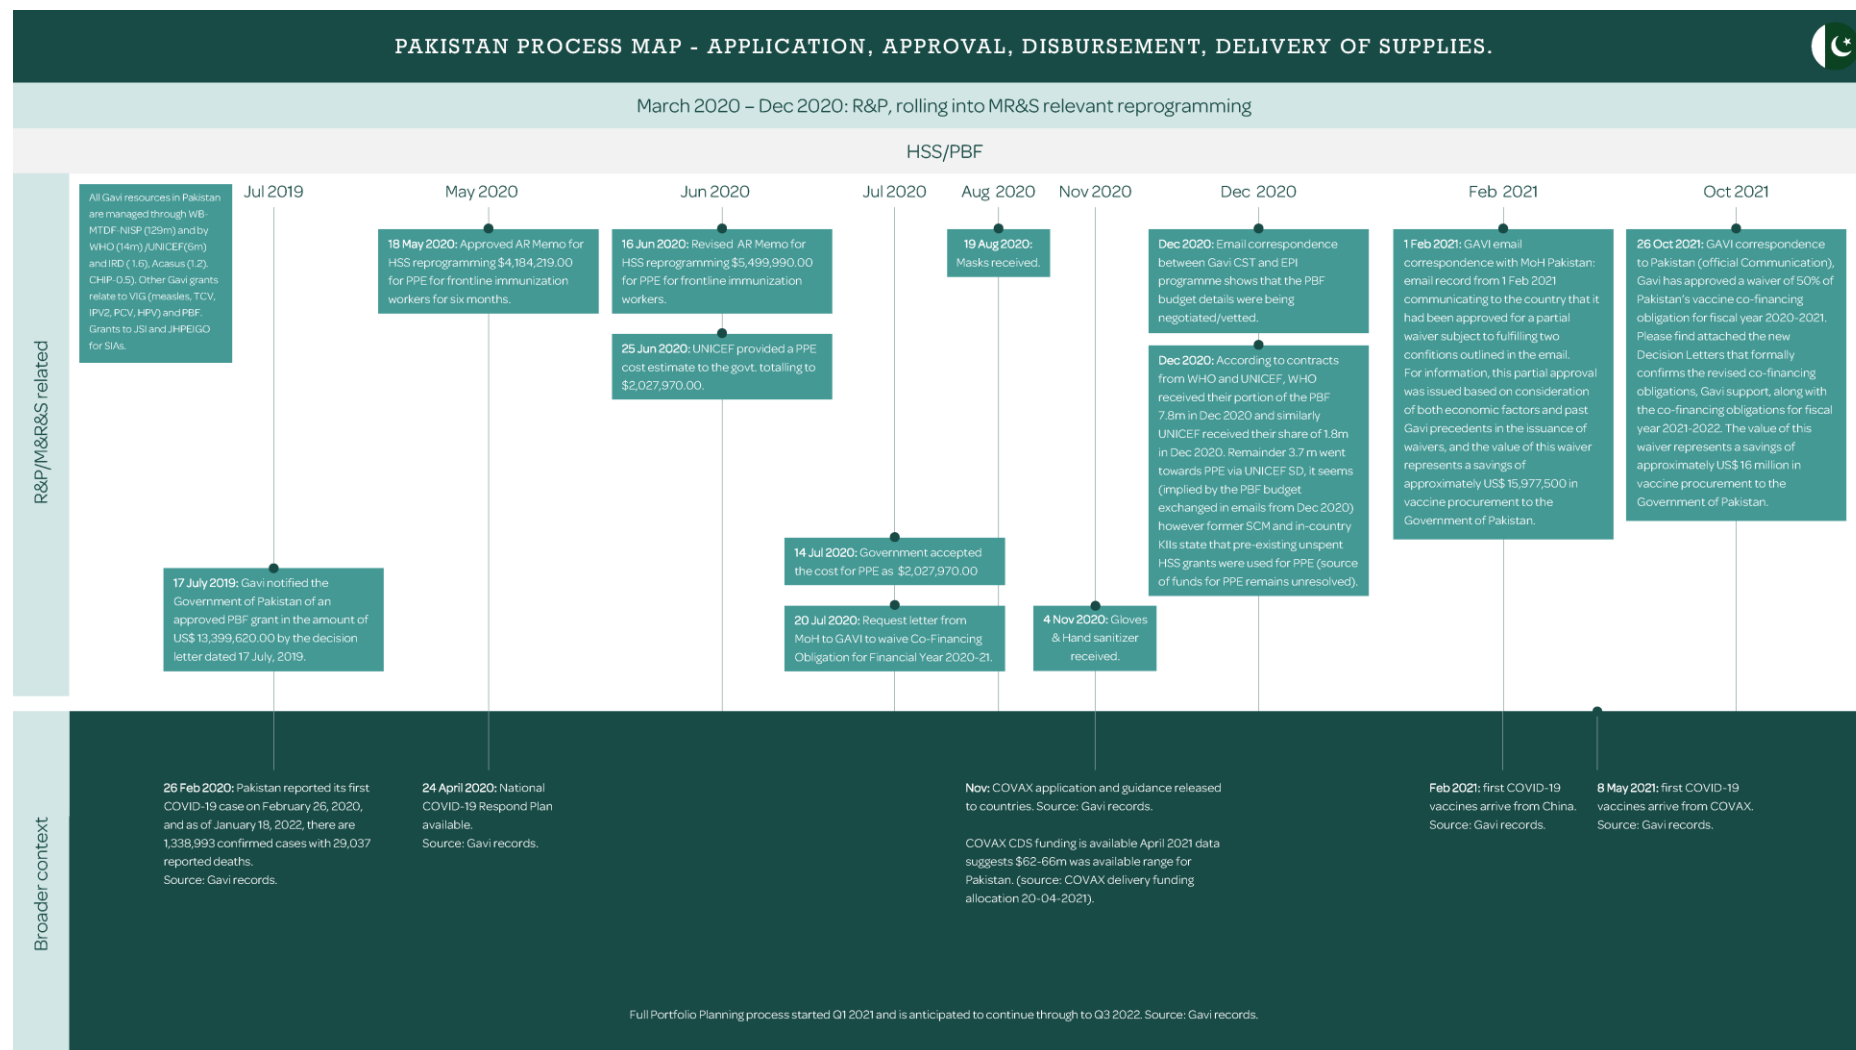 PAKISTAN PROCESS MAP - APPLICATION, APPROVAL, DISBURSEMENT, DELIVERY OF SUPPLIES.
March 2020 – Dec 2020: R&P, rolling into MR&S relevant reprogramming
HSS/PBF
R&P/M&R&S related
All Gavi resources in Pakistan
are managed through WB-
MTDF-NISP (129m) and by
WHO (14m) /UNICEF(6m)
and IRD ( 1.6), Acasus (1.2).
CHIP-0.5). Other Gavi grants
relate to VIG (measles, TCV,
IPV2, PCV, HPV) and PBF.
Grants to JSI and JHPEIGO
for SIAs.
Jul 2019
17 July 2019: Gavi notified the
Government of Pakistan of an
approved PBF grant in the amount of
US$ 13,399,620.00 by the decision
letter dated 17 July, 2019.
May 2020
18 May 2020: Approved AR Memo for
HSS reprogramming $4,184,219.00
for PPE for frontline immunization
workers for six months.
Jun 2020
16 Jun 2020: Revised AR Memo for
HSS reprogramming $5,499,990.00
for PPE for frontline immunization
workers.
25 Jun 2020: UNICEF provided a PPE
cost estimate to the govt. totalling to
$2,027,970.00.
Jul 2020
14 Jul 2020: Government accepted
the cost for PPE as $2,027,970.00
20 Jul 2020: Request letter from
MoH to GAVI to waive Co-Financing
Obligation for Financial Year 2020-21.
Aug 2020
19 Aug 2020:
Masks received.
Nov 2020
4 Nov 2020: Gloves
& Hand sanitizer
received.
Dec 2020
Dec 2020: Email correspondence
between Gavi CST and EPI
programme shows that the PBF
budget details were being
negotiated/vetted.
Dec 2020: According to contracts
from WHO and UNICEF, WHO
received their portion of the PBF
7.8m in Dec 2020 and similarly
UNICEF received their share of 1.8m
in Dec 2020. Remainder 3.7 m went
towards PPE via UNICEF SD, it seems
(implied by the PBF budget
exchanged in emails from Dec 2020)
however former SCM and in-country
KIIs state that pre-existing unspent
HSS grants were used for PPE (source
of funds for PPE remains unresolved).
Feb 2021
1 Feb 2021: GAVI email
correspondence with MoH Pakistan:
email record from 1 Feb 2021
communicating to the country that it
had been approved for a partial
waiver subject to fulfilling two
confitions outlined in the email.
For information, this partial approval
was issued based on consideration
of both economic factors and past
Gavi precedents in the issuance of
waivers, and the value of this waiver
represents a savings of
approximately US$ 15,977,500 in
vaccine procurement to the
Government of Pakistan.
Oct 2021
26 Oct 2021: GAVI correspondence
to Pakistan (official Communication),
Gavi has approved a waiver of 50% of
Pakistan's vaccine co-financing
obligation for fiscal year 2020-2021.
Please find attached the new
Decision Letters that formally
confirms the revised co-financing
obligations, Gavi support, along with
the co-financing obligations for fiscal
year 2021-2022. The value of this
waiver represents a savings of
approximately US$ 16 million in
vaccine procurement to the
Government of Pakistan.
Broader context
26 Feb 2020: Pakistan reported its first
COVID-19 case on February 26, 2020,
and as of January 18, 2022, there are
1,338,993 confirmed cases with 29,037
reported deaths.
Source: Gavi records.
24 April 2020: National
COVID-19 Respond Plan
available.
Source: Gavi records.
Nov: COVAX application and guidance released
to countries. Source: Gavi records.
COVAX CDS funding is available April 2021 data
suggests $62-66m was available range for
Pakistan. (source: COVAX delivery funding
allocation 20-04-2021).
Feb 2021: first COVID-19
vaccines arrive from China.
Source: Gavi records.
8 May 2021: first COVID-19
vaccines arrive from COVAX.
Source: Gavi records.
Full Portfolio Planning process started Q1 2021 and is anticipated to continue through to Q3 2022. Source: Gavi records.